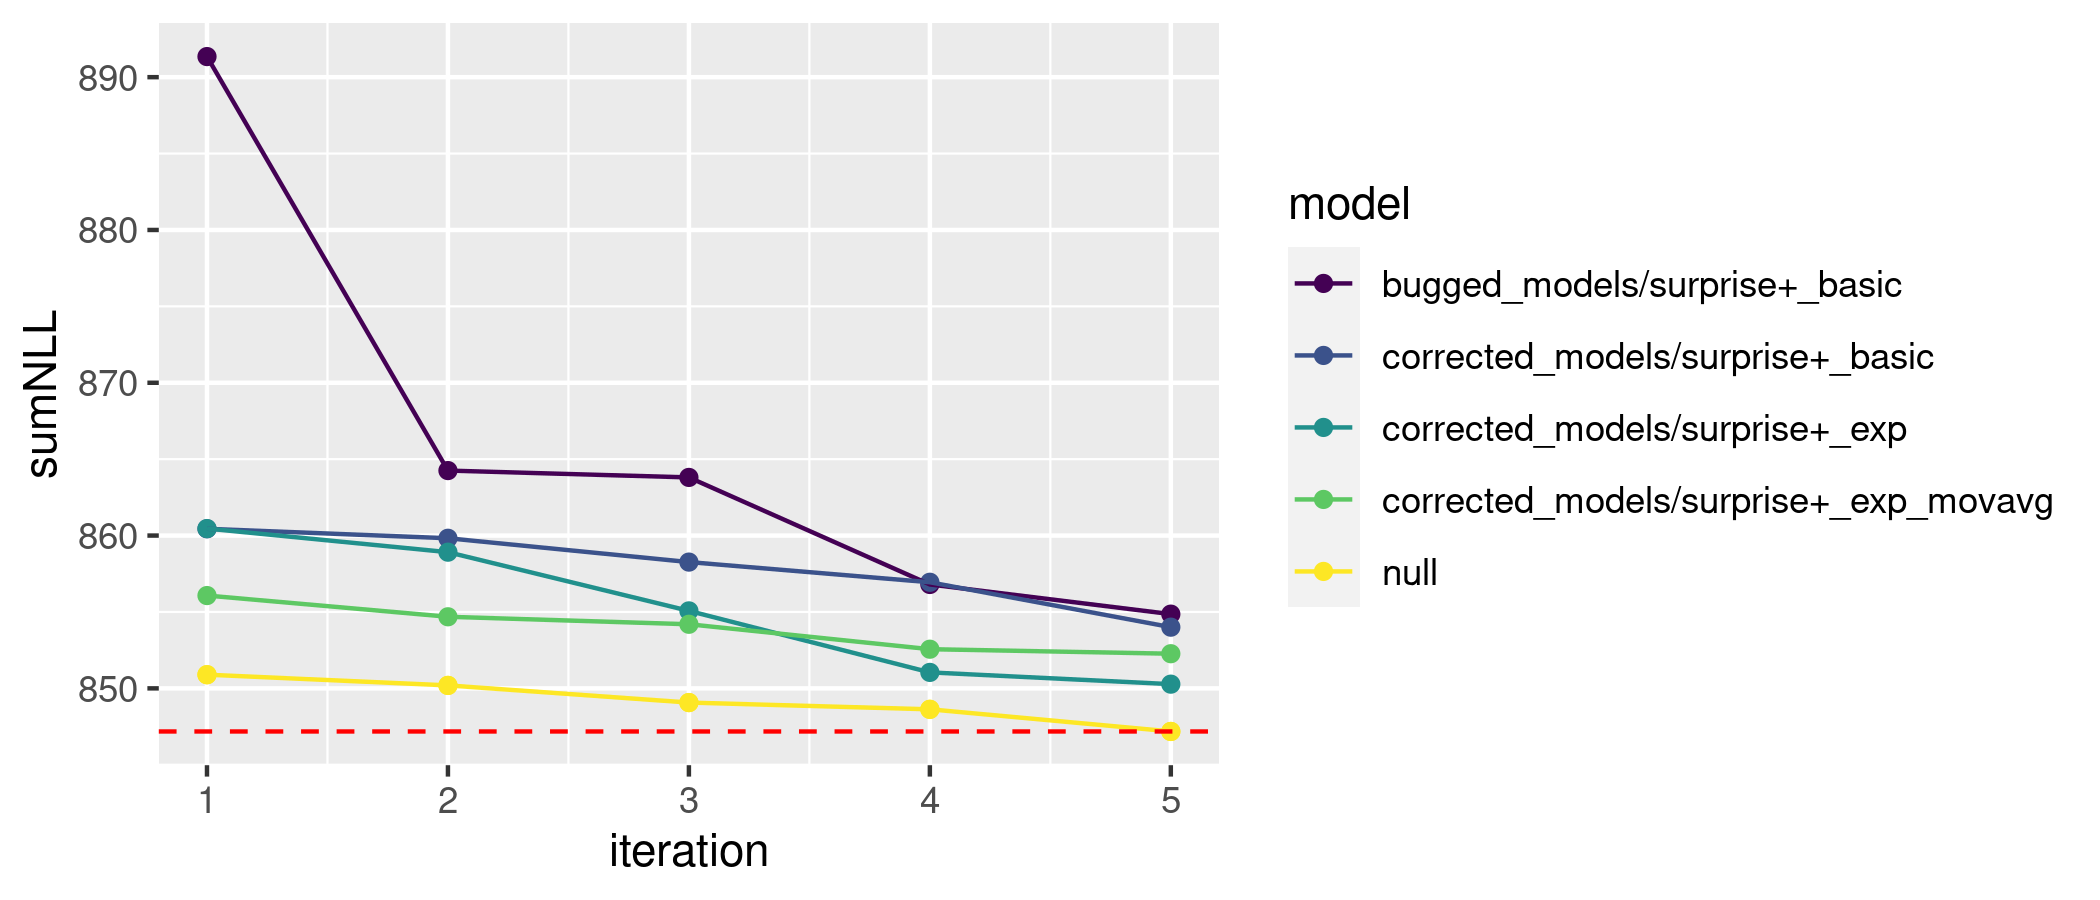 sumNLL
890
880
870
860
850
1 2 3 4 5
iteration
model
bugged_models/surprise+_basic
corrected_models/surprise+_basic
corrected_models/surprise+_exp
corrected_models/surprise+_exp_movavg
null